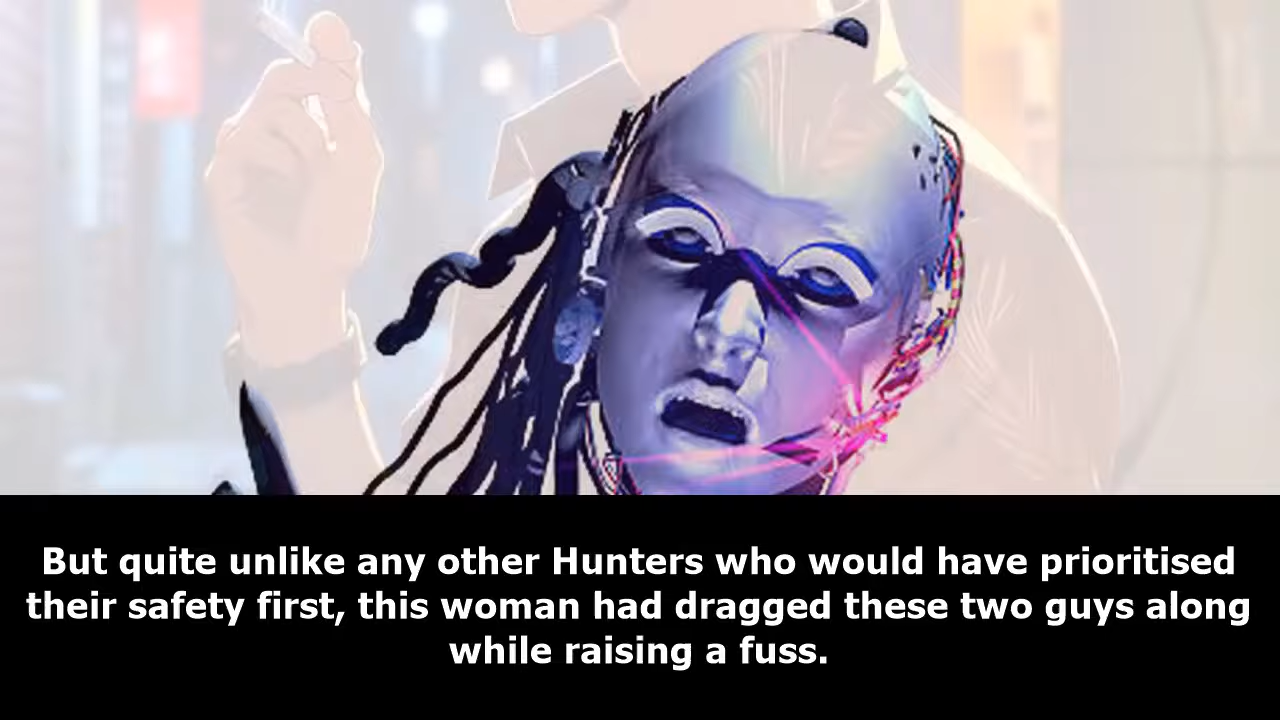 But quite unlike any other Hunters who would have prioritised
their safety first, this woman had dragged these two guys along
while raising a fuss.